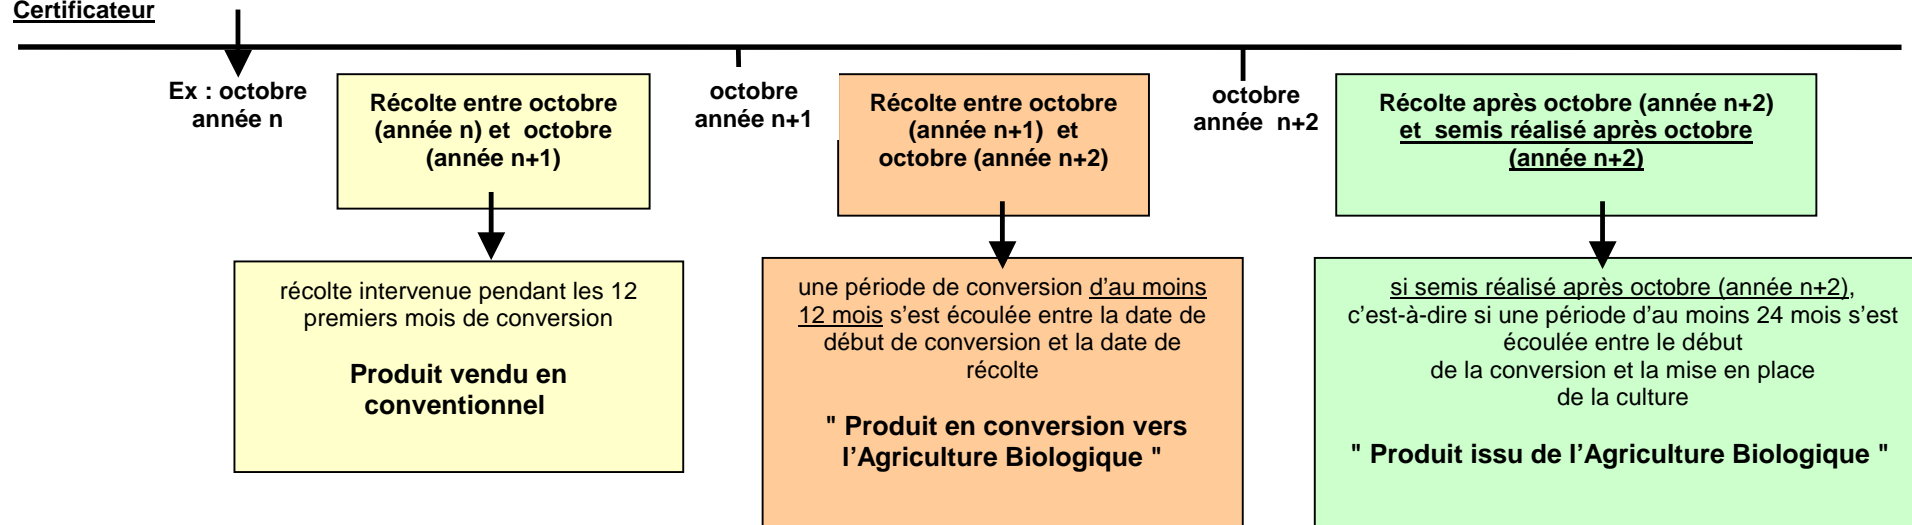 Certificateur
Ex : octobre
année n
Récolte entre octobre
(année n) et octobre
(année n+1)
octobre
année n+1
Récolte entre octobre
(année n+1) et
octobre (année n+2)
octobre
année n+2
Récolte après octobre (année n+2)
et semis réalisé après octobre
(année n+2)
récolte intervenue pendant les 12
premiers mois de conversion
Produit vendu en
conventionnel
une période de conversion d'au moins
12 mois s'est écoulée entre la date de
début de conversion et la date de
récolte
" Produit en conversion vers
l'Agriculture Biologique "
si semis réalisé après octobre (année n+2),
c'est-à-dire si une période d'au moins 24 mois s'est
écoulée entre le début
de la conversion et la mise en place
de la culture
" Produit issu de l'Agriculture Biologique "